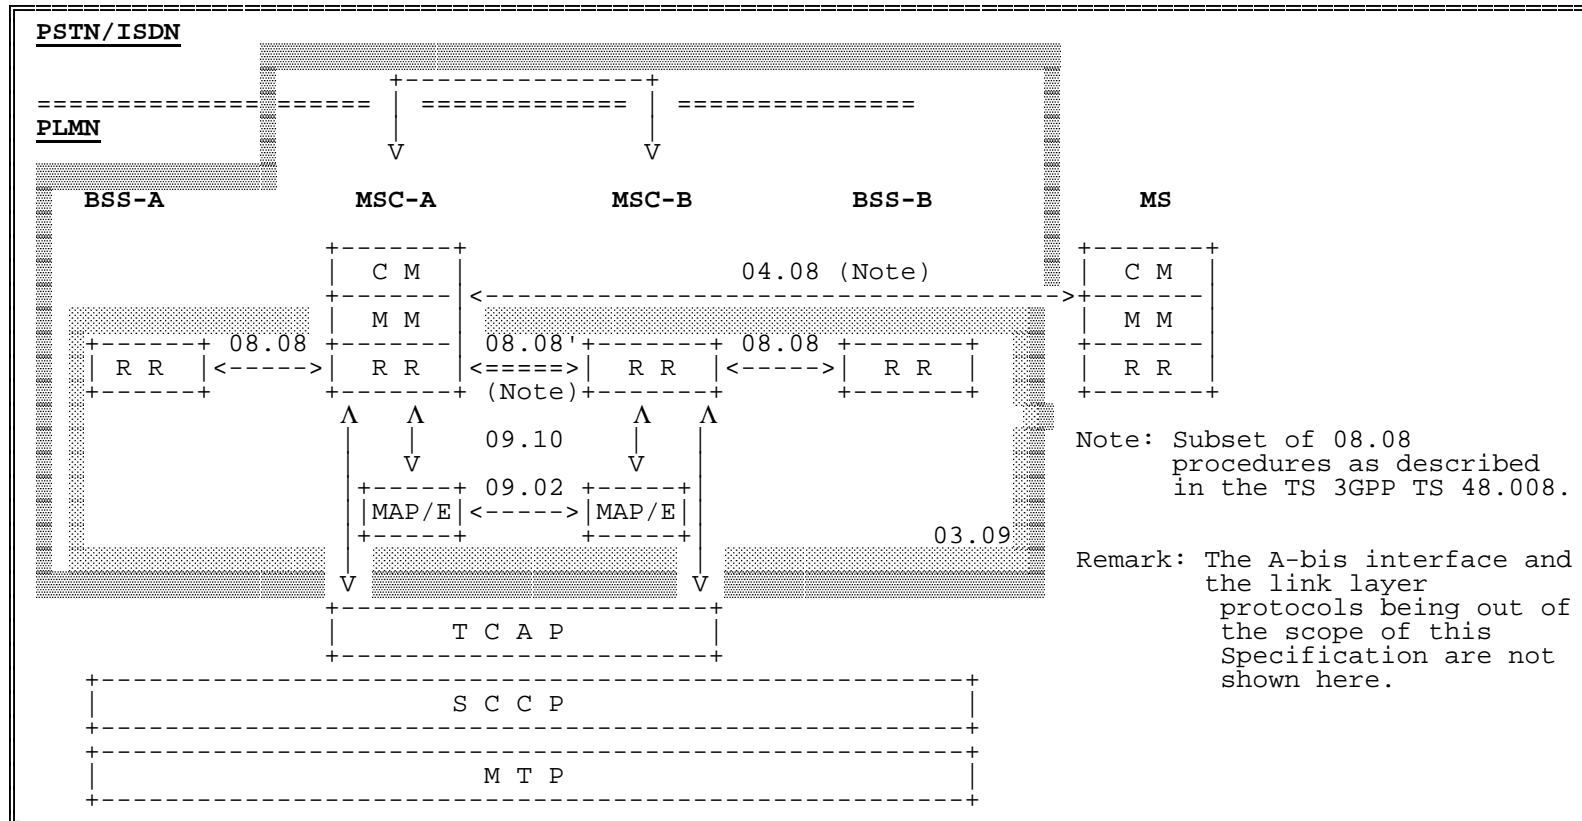 PSTN/ISDN
PLMN
BSS-A MSC-A MSC-B BSS-B MS
C M 04.08 (Note) C M
M M M M
08.08 08.08' 08.08
R R R R R R R R R R
(Note)
09.10
Note: Subset of 08.08
procedures as described
09.02 in the TS 3GPP TS 48.008.
MAP/E MAP/E
03.09
Remark: The A-bis interface and
V V the link layer
protocols being out of
T C A P the scope of this
Specification are not
shown here.
S C C P
M T P